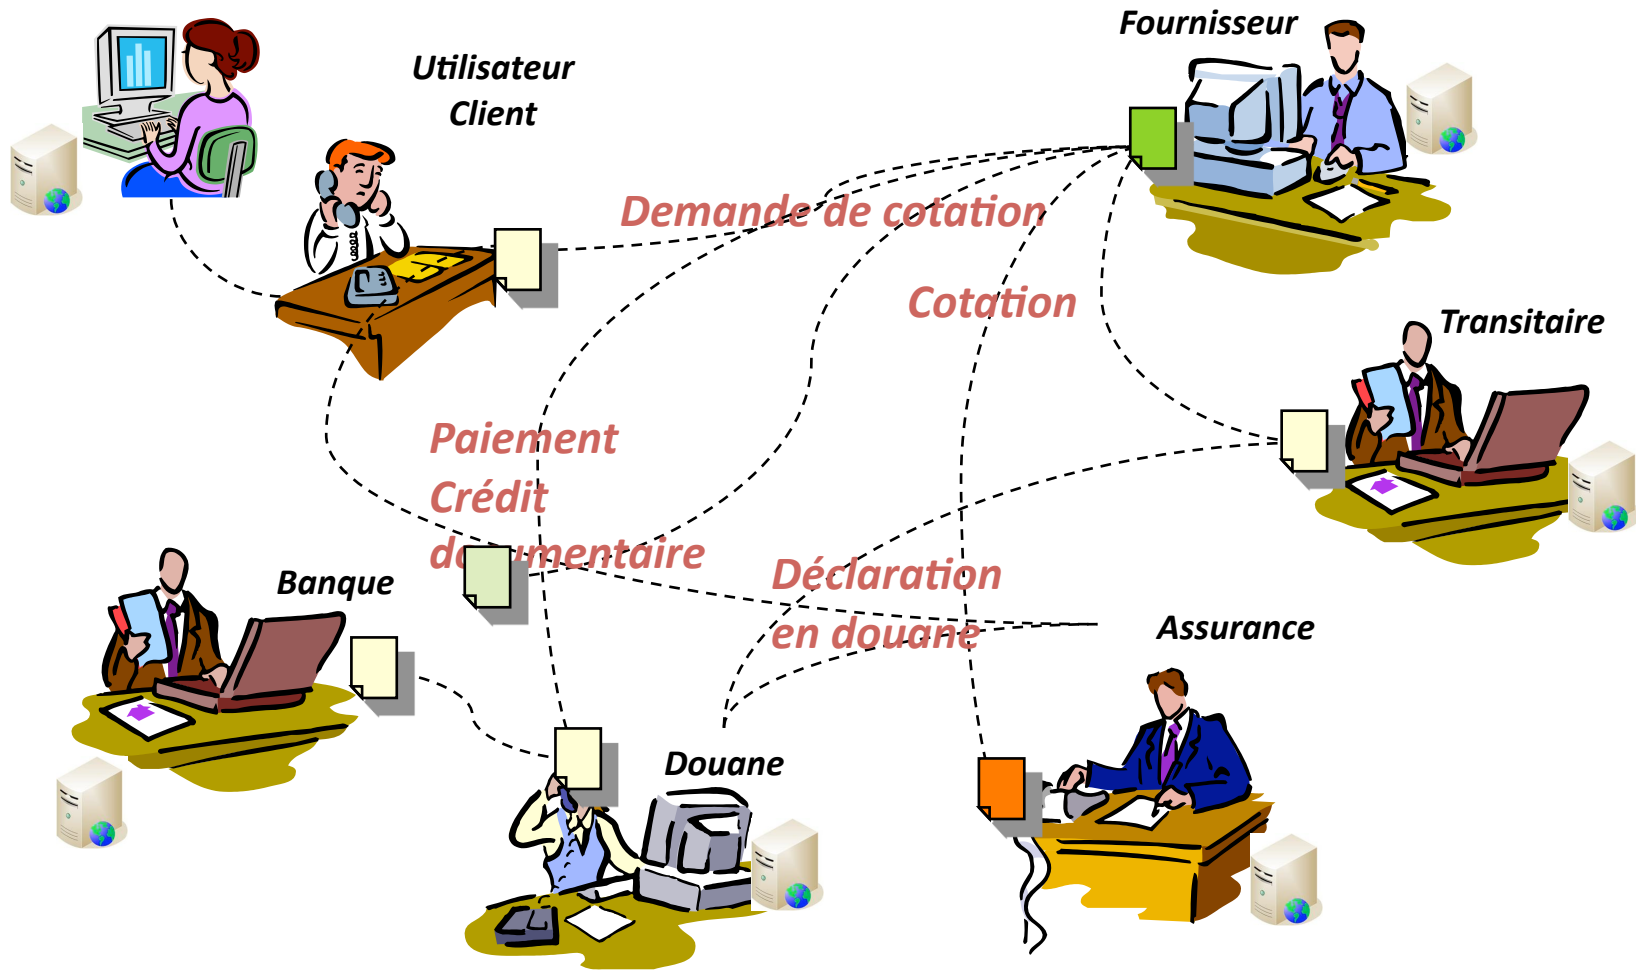 Fournisseur
Utilisateur
Client
Demande de cotation
Cotation
Transitaire
Paiement
Crédit
documentaire
Banque
Déclaration
en douane
Assurance
Douane